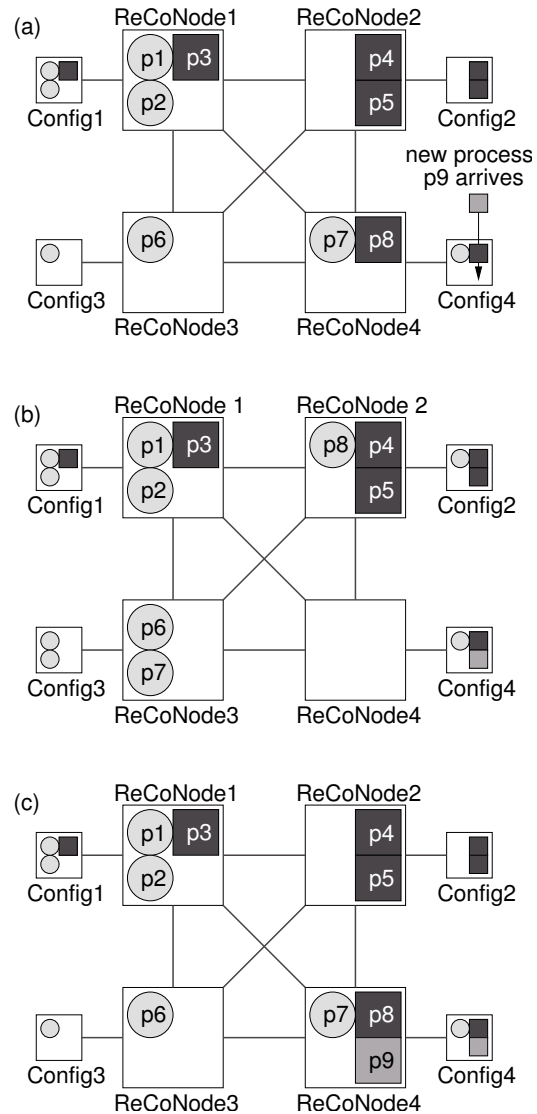 (a)
ReCoNode1
ReCoNode2
p1
p3
p4
p2
p5
Config1
Config2
new process
p9 arrives
p6
p7
p8
Config3
Config4
ReCoNode3
ReCoNode4
(b)
ReCoNode 1
ReCoNode 2
p1
p3
p8
p4
p2
p5
Config1
Config2
p6
p7
Config3
Config4
ReCoNode3
ReCoNode4
(c)
ReCoNode1
ReCoNode2
p1
p3
p4
p2
p5
Config1
Config2
p6
p7
p8
p9
Config3
Config4
ReCoNode3
ReCoNode4